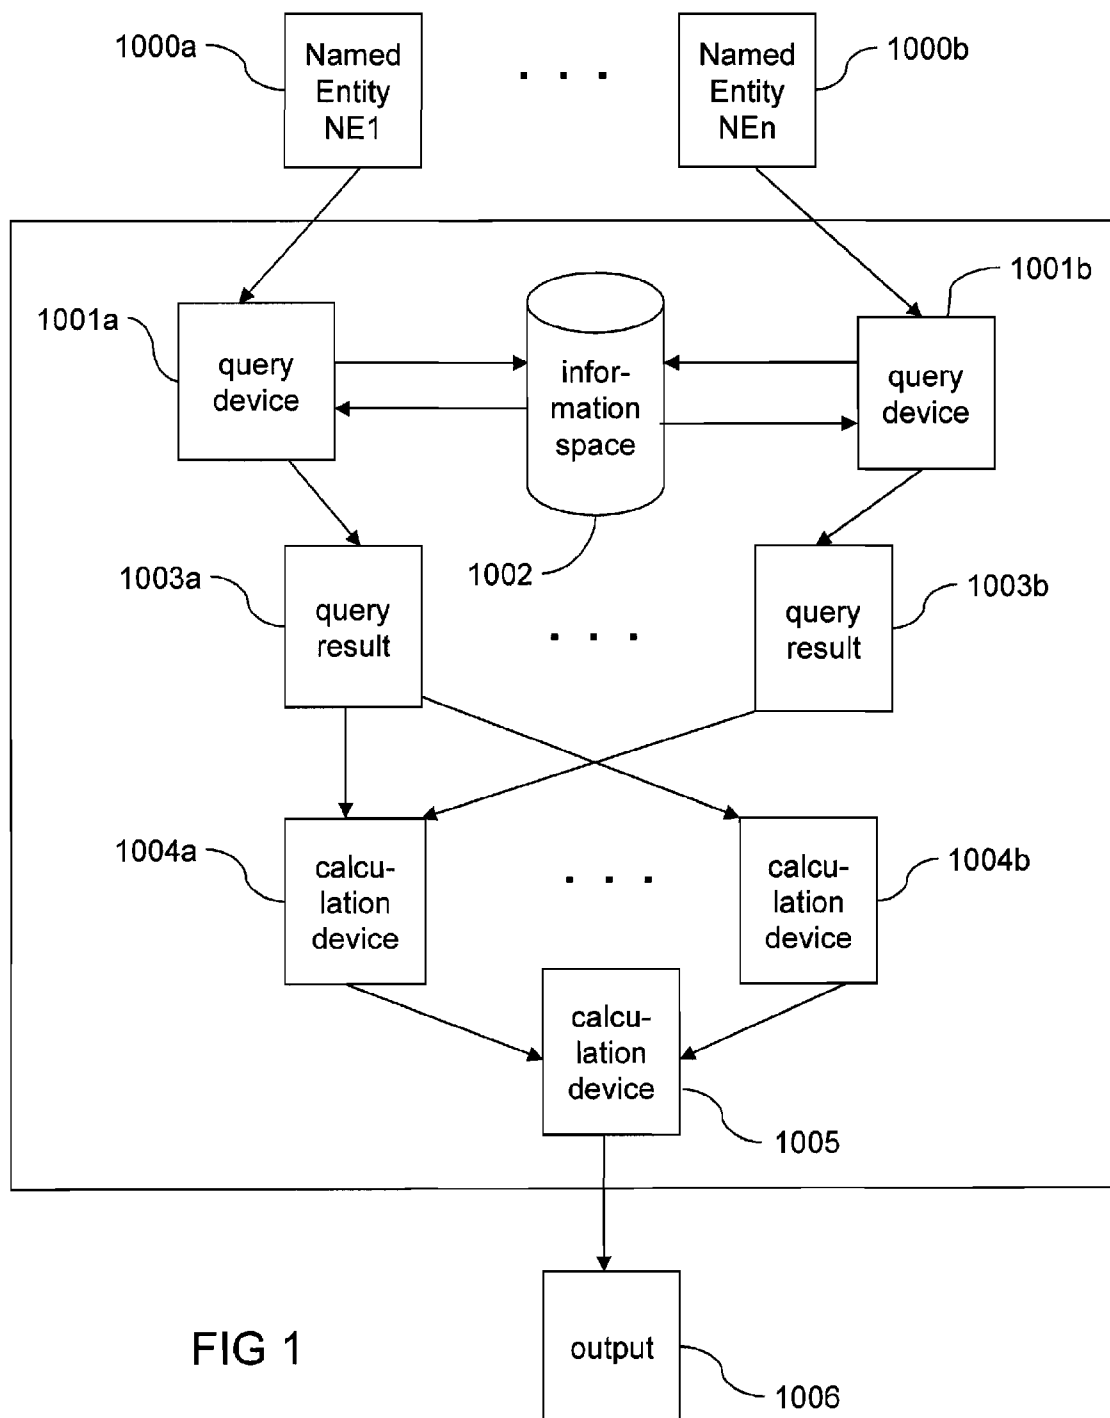 1000a
Named
Entity
NE1
. . .
Named
Entity
NEn
1000b
1001a
query
device
infor-
mation
space
1002
1001b
query
device
1003a
query
result
. . .
query
result
1003b
1004a
calcu-
lation
device
. . .
calcu-
lation
device
1004b
calcu-
lation
device
1005
FIG 1
output
1006